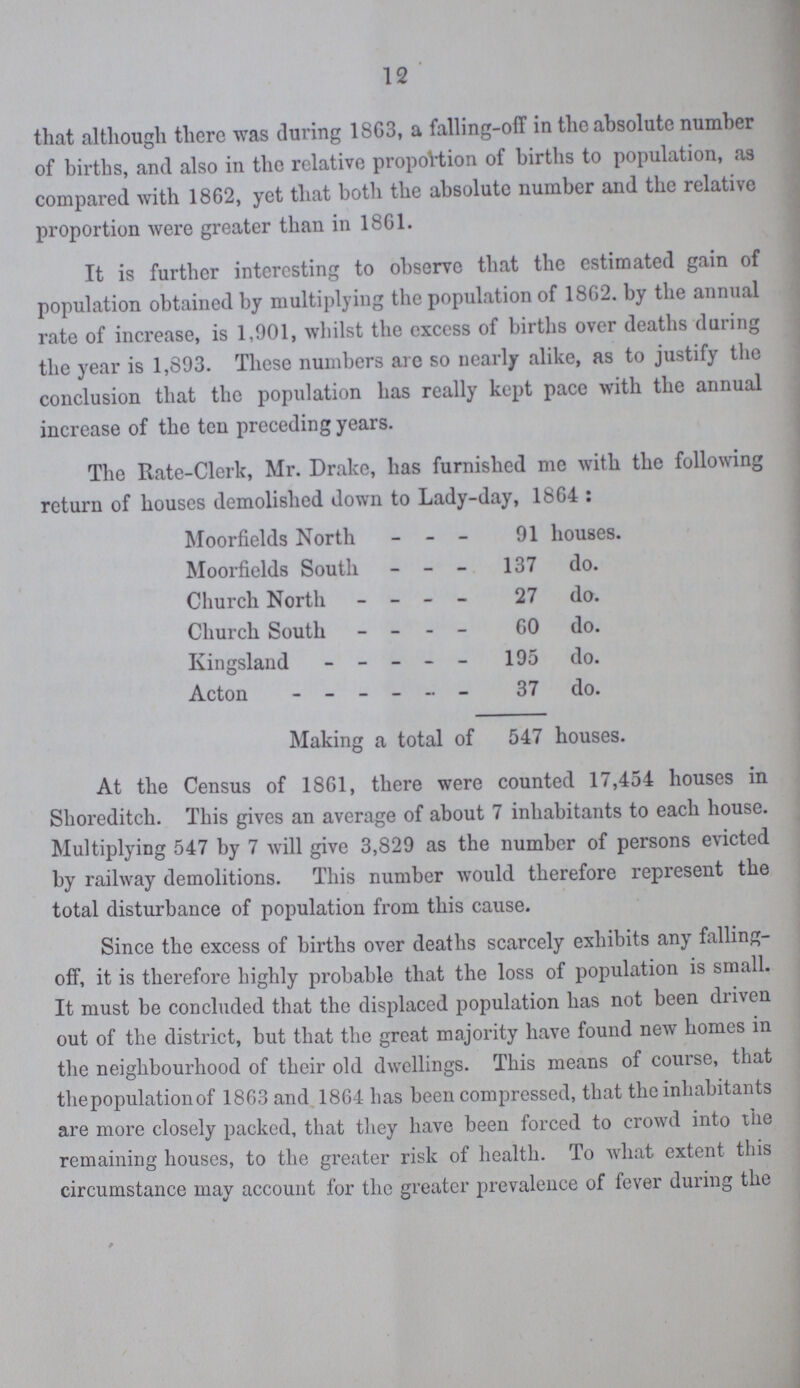 12
that although there was during 1863, a falling-off in the absolute number
of births, and also in the relative proportion of births to population, as
compared with 1862, yet that both the absolute number and the relative
proportion were greater than in 1861.
It is further interesting to observe that the estimated gain of
population obtained by multiplying the population of 1862. by the annual
rate of increase, is 1,901, whilst the excess of births over deaths during
the year is 1,893. These numbers are so nearly alike, as to justify the
conclusion that the population has really kept pace with the annual
increase of the ten preceding years.
The Rate-Clerk, Mr. Drake, has furnished me with the following
return of houses demolished down to Lady-day, 1864 :
Moorfields North - - - 91 houses.
Moorfields South - - - 137 do.
Church North - - - - 27 do.
Church South - - - - 60 do.
Kingsland - - - - - 195 do.
Acton - - - - - - 37 do.
Making a total of 547 houses.
At the Census of 1861, there were counted 17,454 houses in
Shoreditch. This gives an average of about 7 inhabitants to each house.
Multiplying 547 by 7 will give 3,829 as the number of persons evicted
by railway demolitions. This number would therefore represent the
total disturbance of population from this cause.
Since the excess of births over deaths scarcely exhibits any falling-
off, it is therefore highly probable that the loss of population is small.
It must be concluded that the displaced population has not been driven
out of the district, but that the great majority have found new homes in
the neighbourhood of their old dwellings. This means of course, that
the population of 1863 and 1864 has been compressed, that the inhabitants
are more closely packed, that they have been forced to crowd into the
remaining houses, to the greater risk of health. To what extent this
circumstance may account for the greater prevalence of fever during the